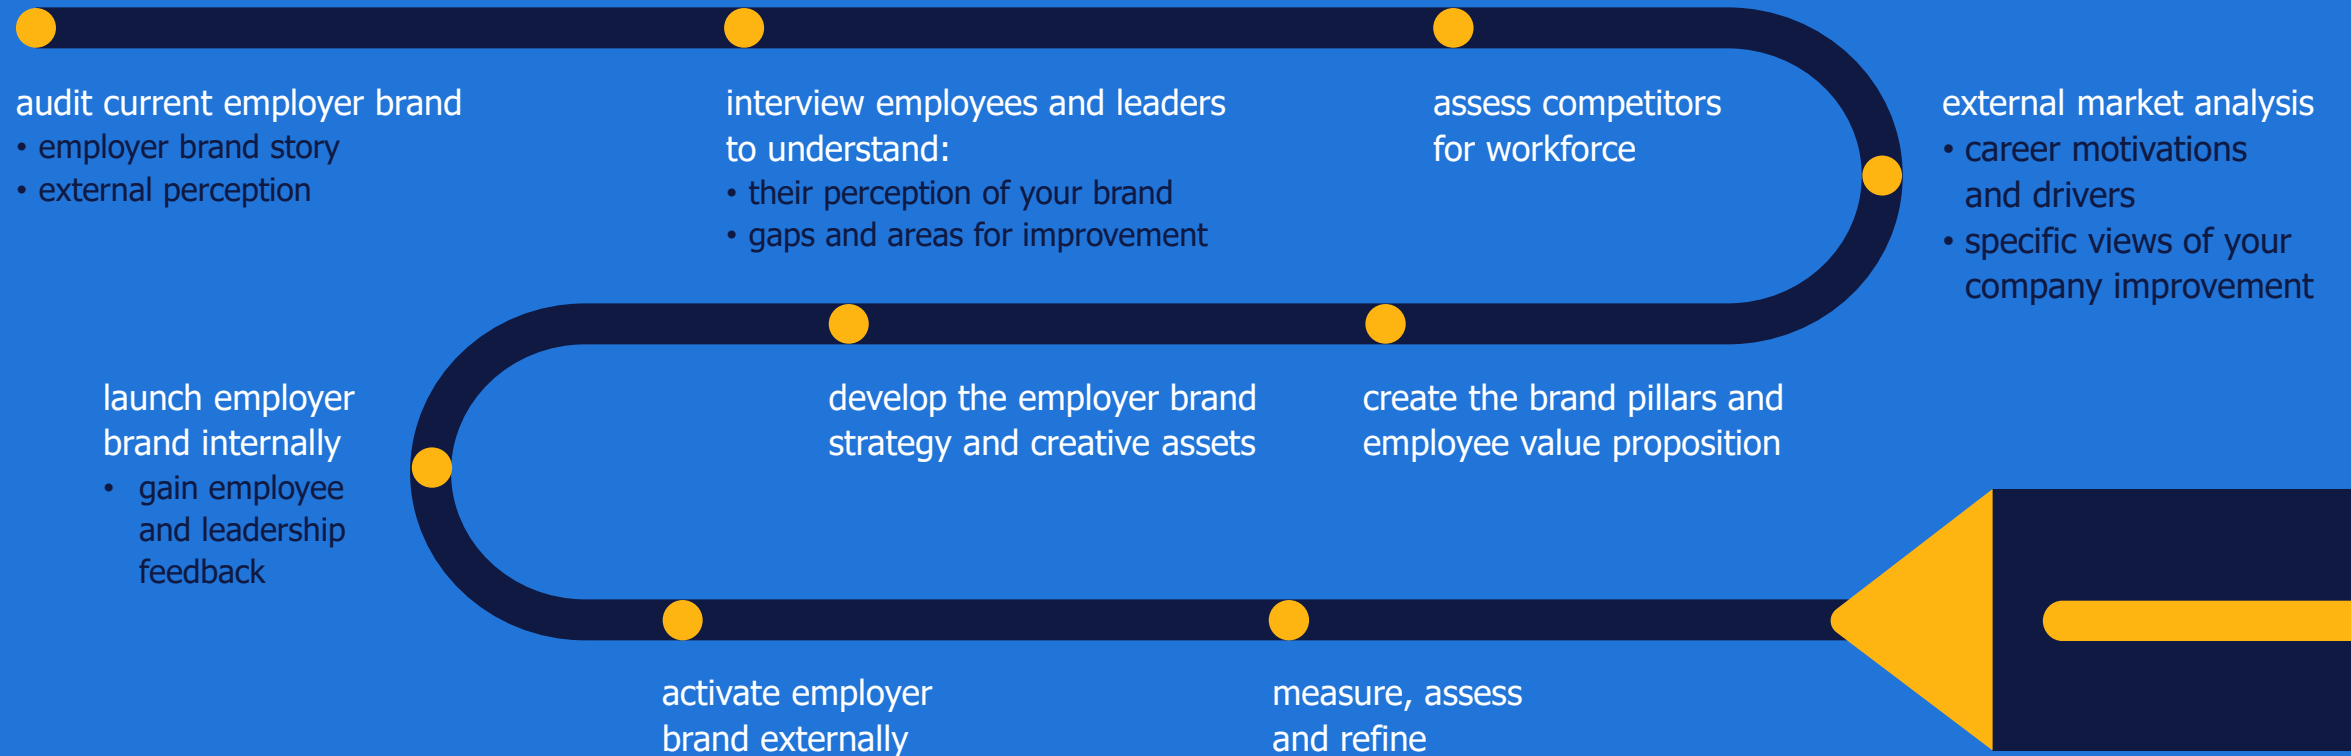 audit current employer brand
• employer brand story
• external perception
interview employees and leaders
to understand:
• their perception of your brand
• gaps and areas for improvement
assess competitors
for workforce
external market analysis
• career motivations
and drivers
• specific views of your
company improvement
create the brand pillars and
employee value proposition
develop the employer brand
strategy and creative assets
launch employer
brand internally
• gain employee
and leadership
feedback
activate employer
brand externally
measure, assess
and refine